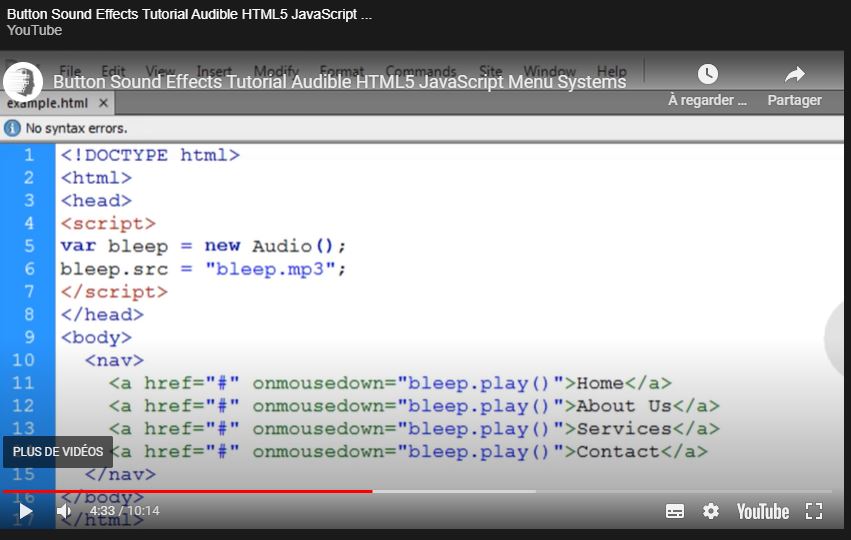 Button Sound Effects Tutorial Audible HTML5 JavaScript ...
YouTube
File Edit View Insert Modify Format Commands Site Window Help
Button Sound Effects Tutorial Audible HTML5 JavaScript Menu Systems
À regarder ... Partager
example.html ×
No syntax errors.
1 <!DOCTYPE html>
2 <html>
3 <head>
4 <script>
5 var bleep = new Audio();
6 bleep.src = "bleep.mp3";
7 </script>
8 </head>
9 <body>
10 <nav>
11 <a href="#" onmousedown="bleep.play()">Home</a>
12 <a href="#" onmousedown="bleep.play()">About Us</a>
13 <a href="#" onmousedown="bleep.play()">Services</a>
PLUS DE VIDÉOS
<a href="#" onmousedown="bleep.play()">Contact</a>
15 </nav>
16 </body>
4:33 / 10:14
YouTube
17 </html>